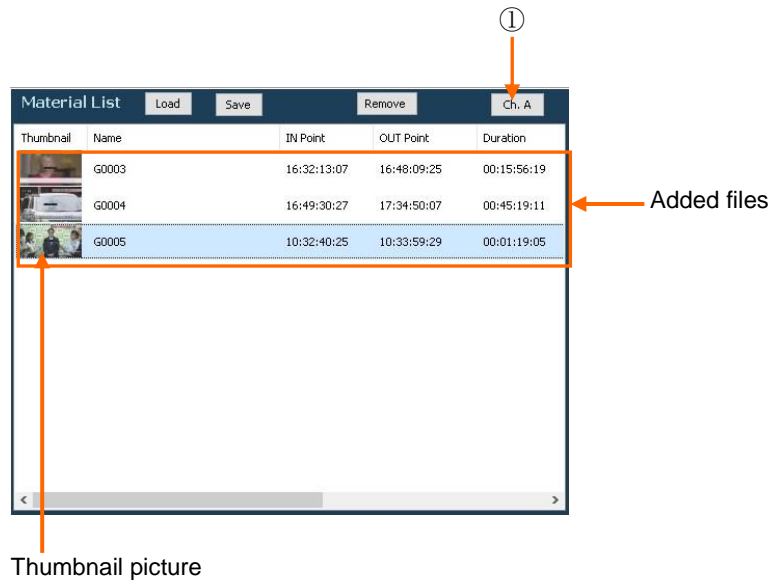 ①
Material List Load Save Remove Ch. A
Thumbnail Name IN Point OUT Point Duration
G0003 16:32:13:07 16:48:09:25 00:15:56:19
G0004 16:49:30:27 17:34:50:07 00:45:19:11
Added files
G0005 10:32:40:25 10:33:59:29 00:01:19:05
Thumbnail picture